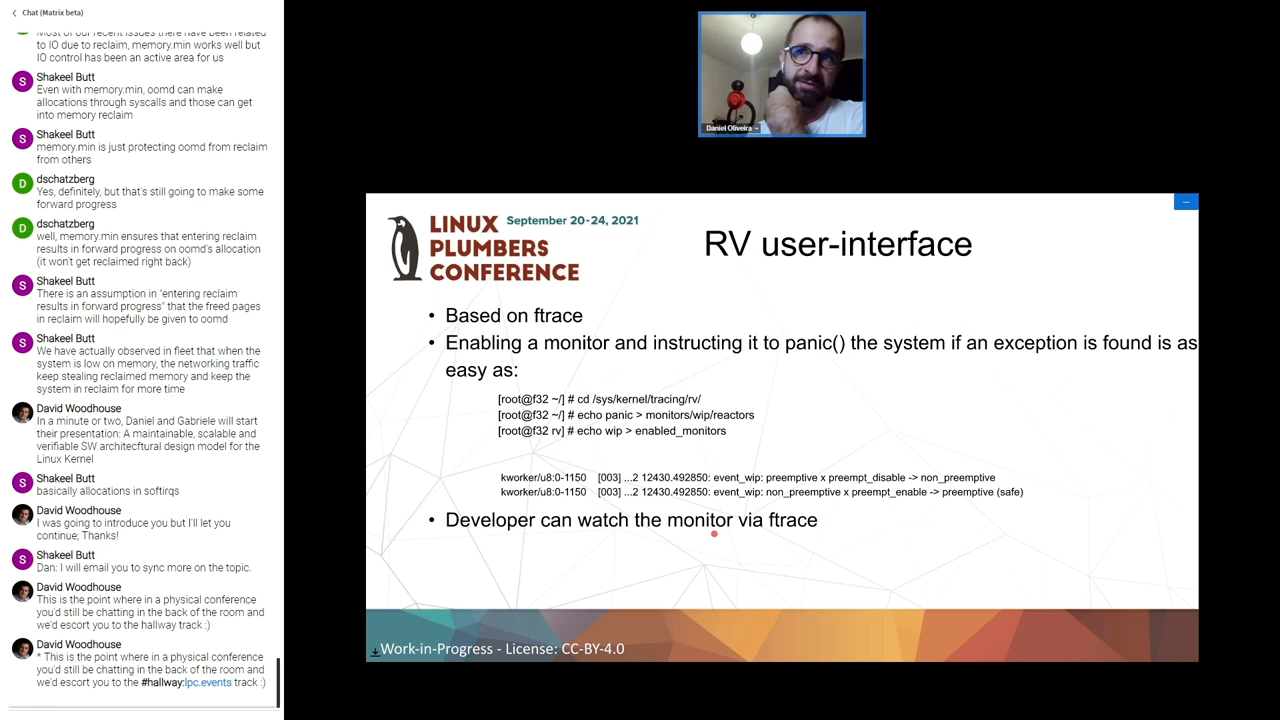 Chat (Matrix beta)
Most of our recent issues there have been related
to IO due to reclaim, memory.min works well but
IO control has been an active area for us
S
Shakeel Butt
Even with memory.min, oomd can make
allocations through syscalls and those can get
into memory reclaim
S
Shakeel Butt
memory.min is just protecting oomd from reclaim
from others
D
dschatzberg
Yes, definitely, but that's still going to make some
forward progress
D
dschatzberg
well, memory.min ensures that entering reclaim
results in forward progress on oomd's allocation
(it won't get reclaimed right back)
S
Shakeel Butt
There is an assumption in "entering reclaim
results in forward progress" that the freed pages
in reclaim will hopefully be given to oomd
S
Shakeel Butt
We have actually observed in fleet that when the
system is low on memory, the networking traffic
keep stealing reclaimed memory and keep the
system in reclaim for more time
David Woodhouse
In a minute or two, Daniel and Gabriele will start
their presentation: A maintainable, scalable and
verifiable SW architecftural design model for the
Linux Kernel
S
Shakeel Butt
basically allocations in softirqs
David Woodhouse
I was going to introduce you but I'll let you
continue; Thanks!
S
Shakeel Butt
Dan: I will email you to sync more on the topic.
David Woodhouse
This is the point where in a physical conference
you'd still be chatting in the back of the room and
we'd escort you to the hallway track :)
David Woodhouse
* This is the point where in a physical conference
you'd still be chatting in the back of the room and
we'd escort you to the #hallway:lpc.events track :)
Daniel Oliveira
LINUX September 20-24, 2021
PLUMBERS
CONFERENCE
RV user-interface
• Based on ftrace
• Enabling a monitor and instructing it to panic() the system if an exception is found is as
easy as:
[root@f32 ~/] # cd /sys/kernel/tracing/rv/
[root@f32 ~/] # echo panic > monitors/wip/reactors
[root@f32 rv] # echo wip > enabled_monitors
kworker/u8:0-1150 [003] ...2 12430.492850: event_wip: preemptive x preempt_disable -> non_preemptive
kworker/u8:0-1150 [003] ...2 12430.492850: event_wip: non_preemptive x preempt_enable -> preemptive (safe)
• Developer can watch the monitor via ftrace
Work-in-Progress - License: CC-BY-4.0